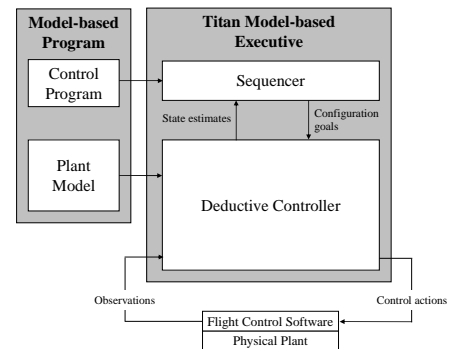 Model-based
Program
Titan Model-based
Executive
Control
Program
Sequencer
State estimates
Configuration
goals
Plant
Model
Deductive Controller
Observations
Control actions
Flight Control Software
Physical Plant